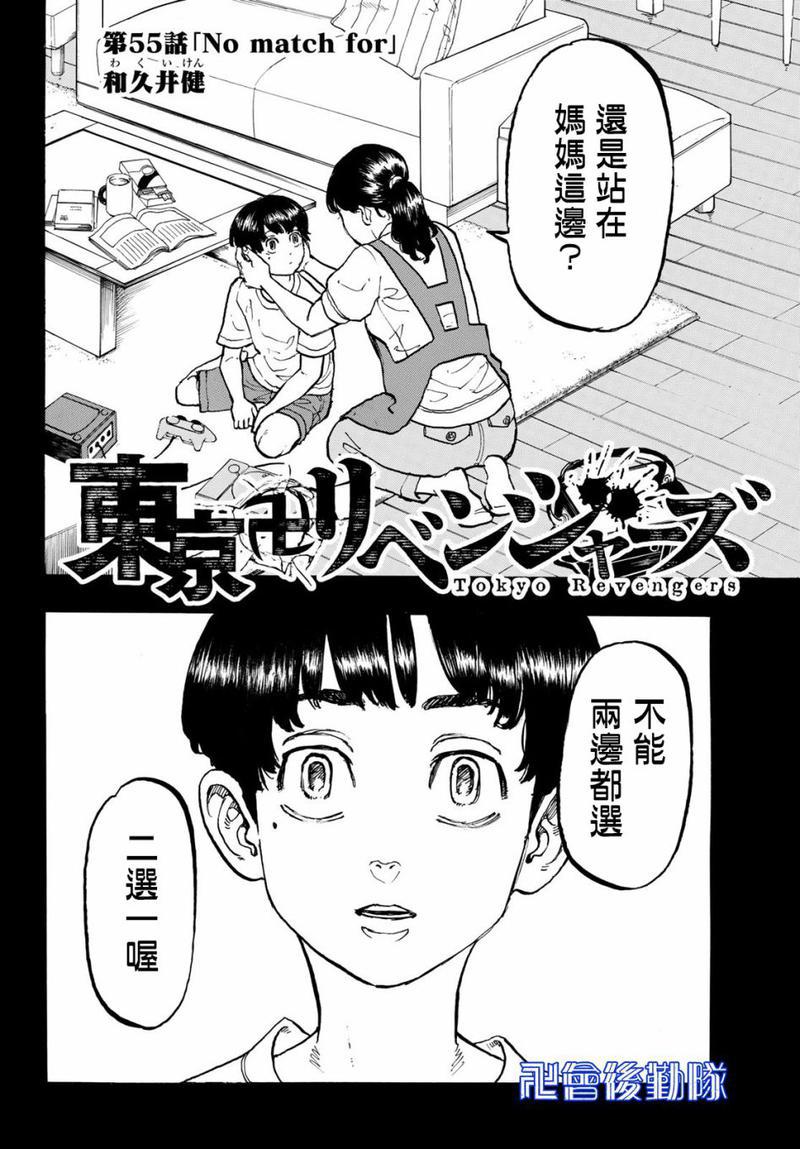 第55話「No match for」
わくいけん
和久井健
還是站在
媽媽這邊？
東京卍リベンジャーズ
Tokyo Revengers
不能
兩邊都選
二選一喔
卍會後勤隊